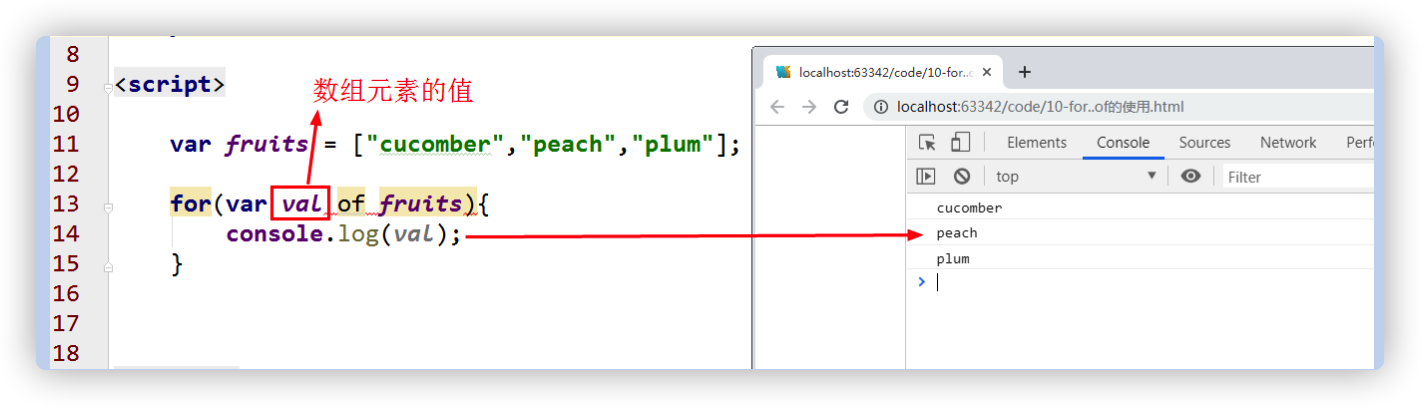 8
9 <script>
数组元素的值
10
11 var fruits = ["cucomber","peach","plum"];
12
13 for(var val of fruits){
14 console.log(val);
15 }
16
17
18
localhost:63342/code/10-for..c × +
localhost:63342/code/10-for..of的使用.html
Elements Console Sources Network Perf
top Filter
cucomber
peach
plum
>